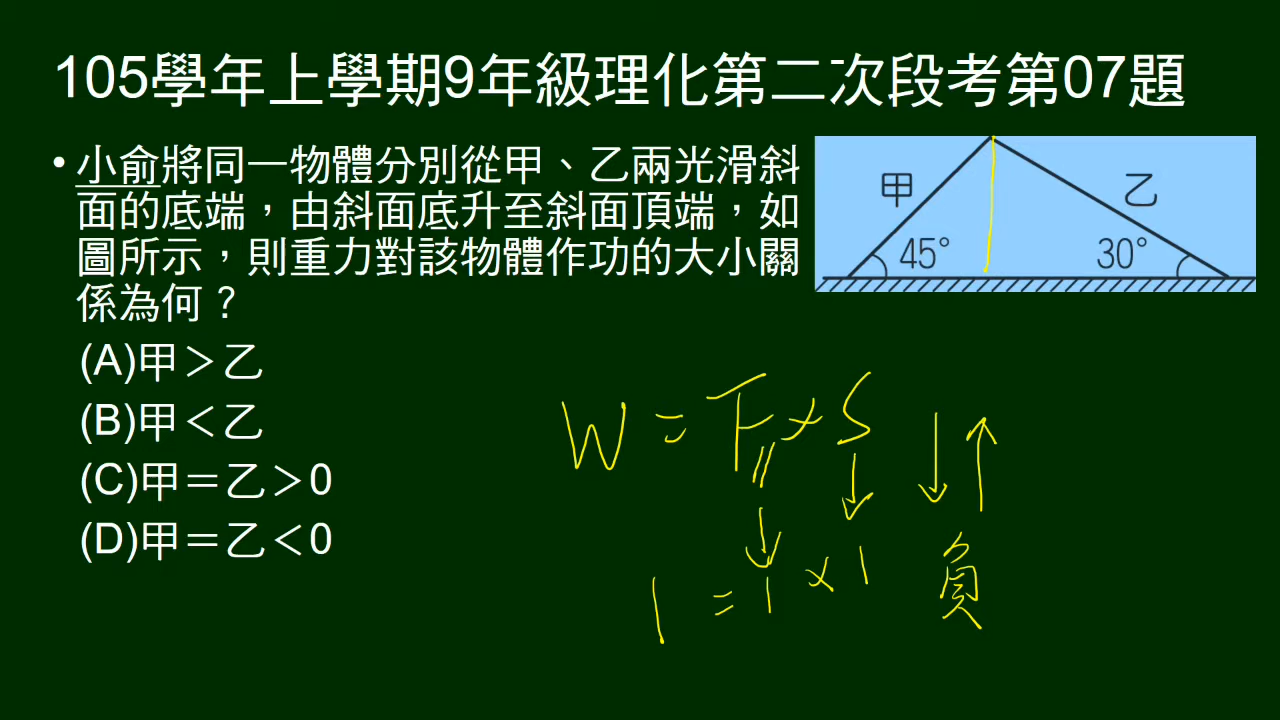 105學年上學期9年級理化第二次段考第07題
• 小俞將同一物體分別從甲、乙兩光滑斜
面的底端，由斜面底升至斜面頂端，如
圖所示，則重力對該物體作功的大小關
係為何？
(A)甲＞乙
(B)甲＜乙
(C)甲＝乙＞0
(D)甲＝乙＜0
甲
乙
45°
30°
W = F × S
↓ ↓ ↓ ↑
1 = 1 × 1
負